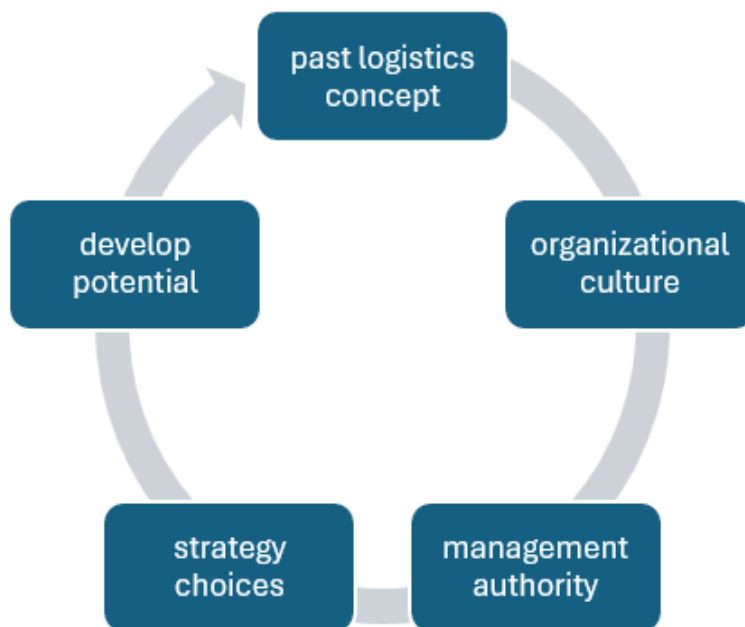 past logistics
concept
organizational
culture
management
authority
strategy
choices
develop
potential